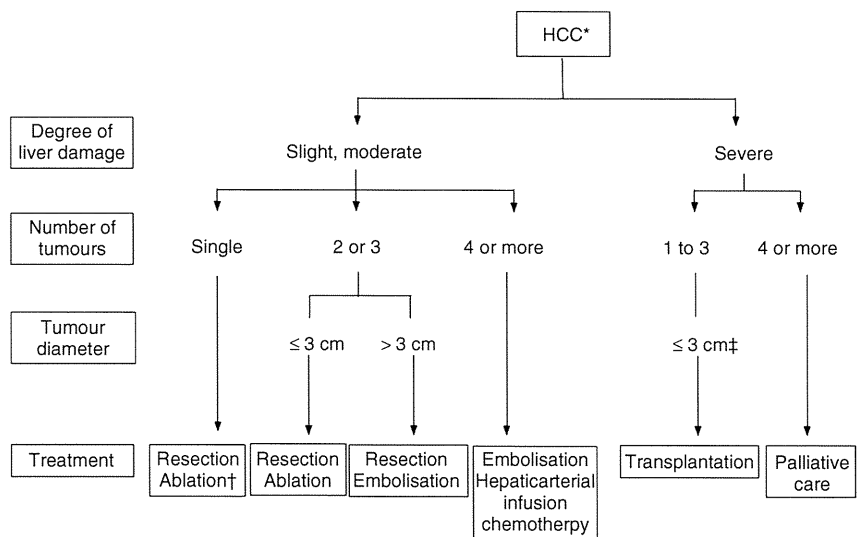 HCC*
Degree of
liver damage
Slight, moderate
Severe
Number of
tumours
Single
2 or 3
4 or more
1 to 3
4 or more
Tumour
diameter
≤ 3 cm
> 3 cm
≤ 3 cm‡
Treatment
Resection
Ablation†
Resection
Ablation
Resection
Embolisation
Embolisation
Hepaticarterial
infusion
chemotherpy
Transplantation
Palliative
care